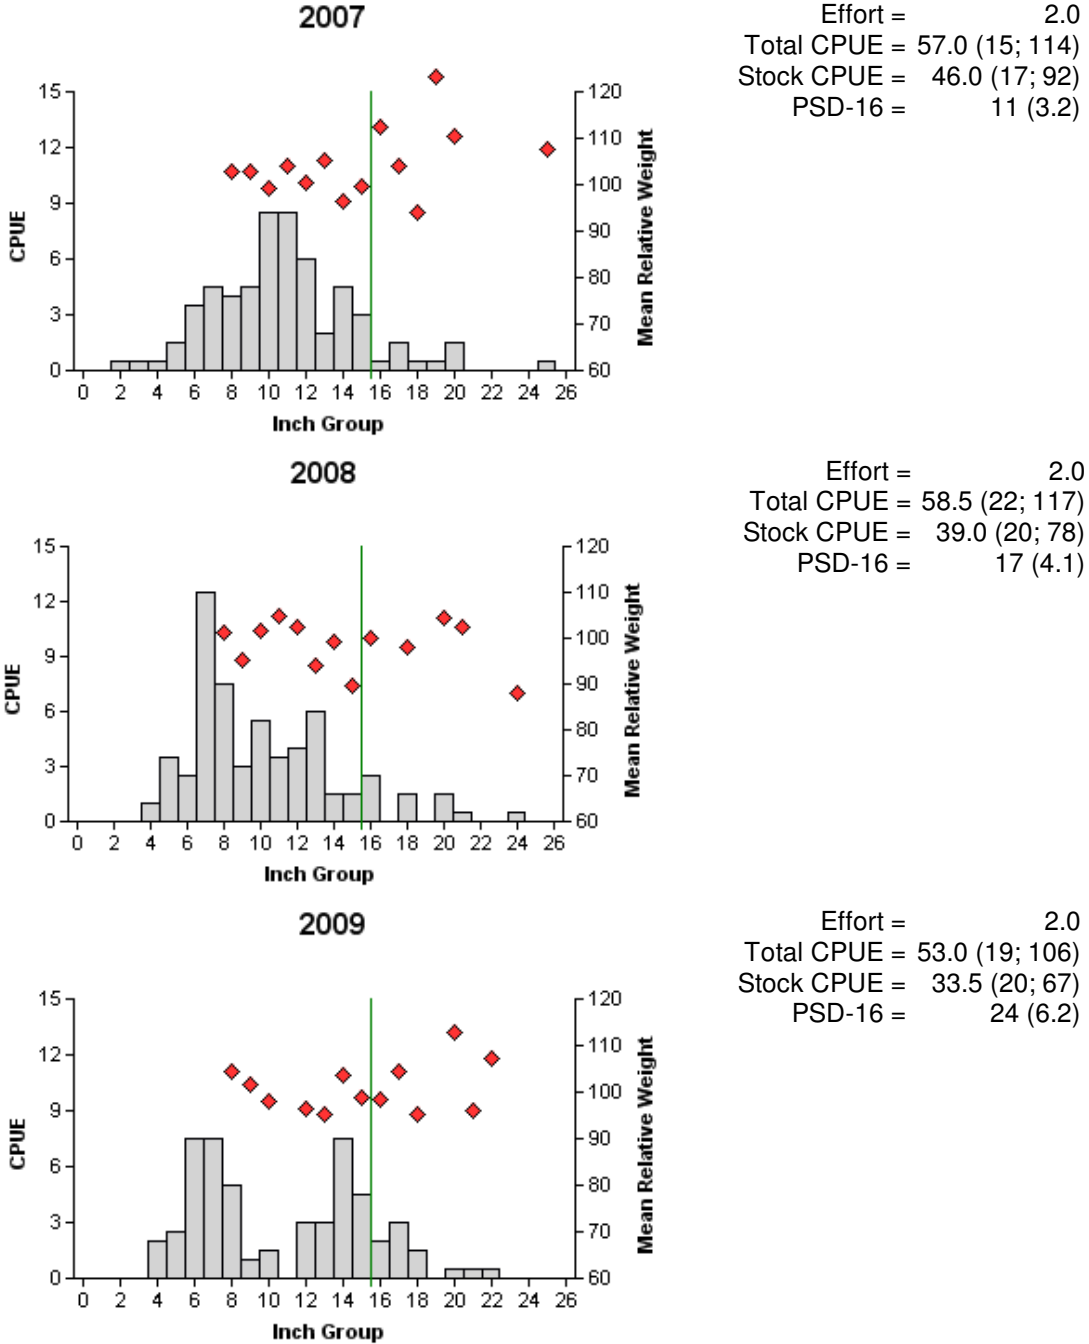 2007
Effort = 2.0
Total CPUE = 57.0 (15; 114)
Stock CPUE = 46.0 (17; 92)
PSD-16 = 11 (3.2)
15
12
9
6
3
0
CPUE
120
110
100
90
80
70
60
Mean Relative Weight
0 2 4 6 8 10 12 14 16 18 20 22 24 26
Inch Group
2008
Effort = 2.0
Total CPUE = 58.5 (22; 117)
Stock CPUE = 39.0 (20; 78)
PSD-16 = 17 (4.1)
15
12
9
6
3
0
CPUE
120
110
100
90
80
70
60
Mean Relative Weight
0 2 4 6 8 10 12 14 16 18 20 22 24 26
Inch Group
2009
Effort = 2.0
Total CPUE = 53.0 (19; 106)
Stock CPUE = 33.5 (20; 67)
PSD-16 = 24 (6.2)
15
12
9
6
3
0
CPUE
120
110
100
90
80
70
60
Mean Relative Weight
0 2 4 6 8 10 12 14 16 18 20 22 24 26
Inch Group